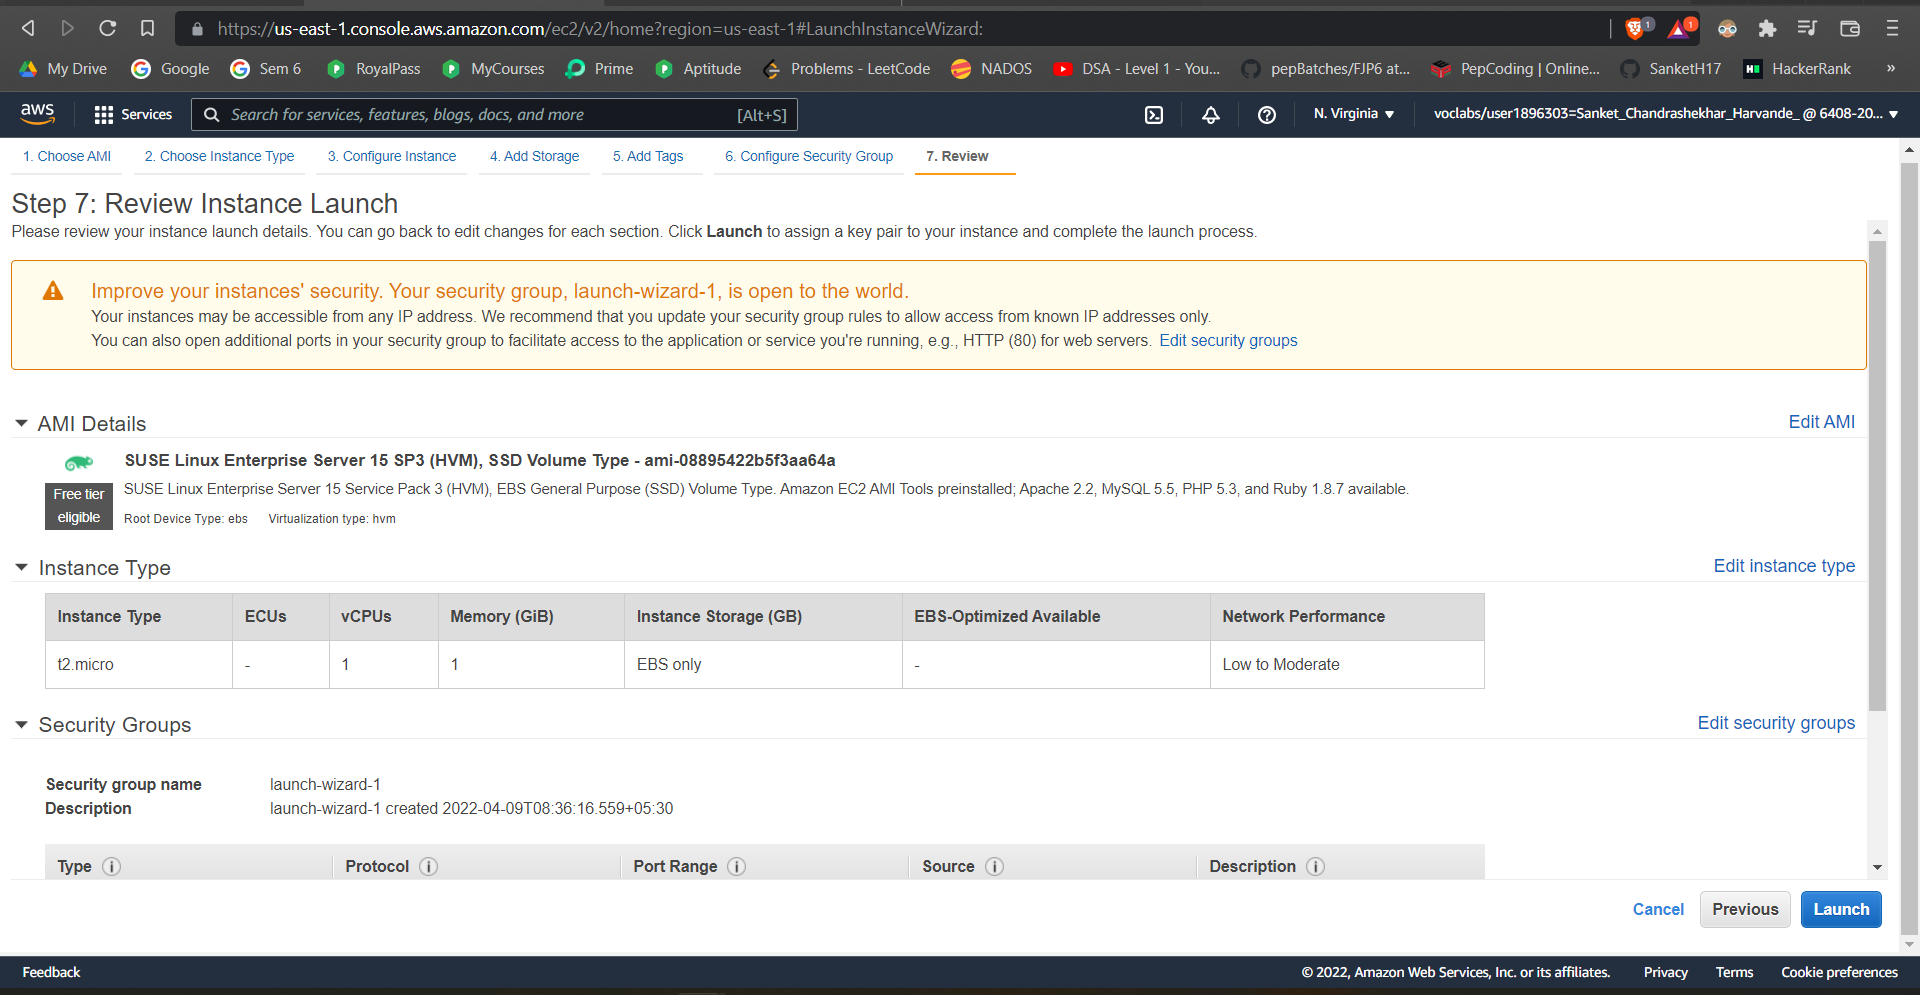 https://us-east-1.console.aws.amazon.com/ec2/v2/home?region=us-east-1#LaunchInstanceWizard:
1
1
My Drive
Google
Sem 6
RoyalPass
MyCourses
Prime
Aptitude
Problems - LeetCode
NADOS
DSA - Level 1 - You...
pepBatches/FJP6 at...
PepCoding | Online...
SanketH17
HackerRank
»
aws
Services
Search for services, features, blogs, docs, and more
[Alt+S]
N. Virginia
voclabs/user1896303=Sanket_Chandrashekhar_Harvande_ @ 6408-20...
1. Choose AMI
2. Choose Instance Type
3. Configure Instance
4. Add Storage
5. Add Tags
6. Configure Security Group
7. Review
Step 7: Review Instance Launch
Please review your instance launch details. You can go back to edit changes for each section. Click Launch to assign a key pair to your instance and complete the launch process.
Improve your instances' security. Your security group, launch-wizard-1, is open to the world.
Your instances may be accessible from any IP address. We recommend that you update your security group rules to allow access from known IP addresses only.
You can also open additional ports in your security group to facilitate access to the application or service you're running, e.g., HTTP (80) for web servers. Edit security groups
AMI Details
Edit AMI
SUSE Linux Enterprise Server 15 SP3 (HVM), SSD Volume Type - ami-08895422b5f3aa64a
Free tier
eligible
SUSE Linux Enterprise Server 15 Service Pack 3 (HVM), EBS General Purpose (SSD) Volume Type. Amazon EC2 AMI Tools preinstalled; Apache 2.2, MySQL 5.5, PHP 5.3, and Ruby 1.8.7 available.
Root Device Type: ebs
Virtualization type: hvm
Instance Type
Edit instance type
Instance Type
ECUs
vCPUs
Memory (GiB)
Instance Storage (GB)
EBS-Optimized Available
Network Performance
t2.micro
-
1
1
EBS only
-
Low to Moderate
Security Groups
Edit security groups
Security group name
launch-wizard-1
Description
launch-wizard-1 created 2022-04-09T08:36:16.559+05:30
Type
Protocol
Port Range
Source
Description
Cancel
Previous
Launch
Feedback
© 2022, Amazon Web Services, Inc. or its affiliates.
Privacy
Terms
Cookie preferences